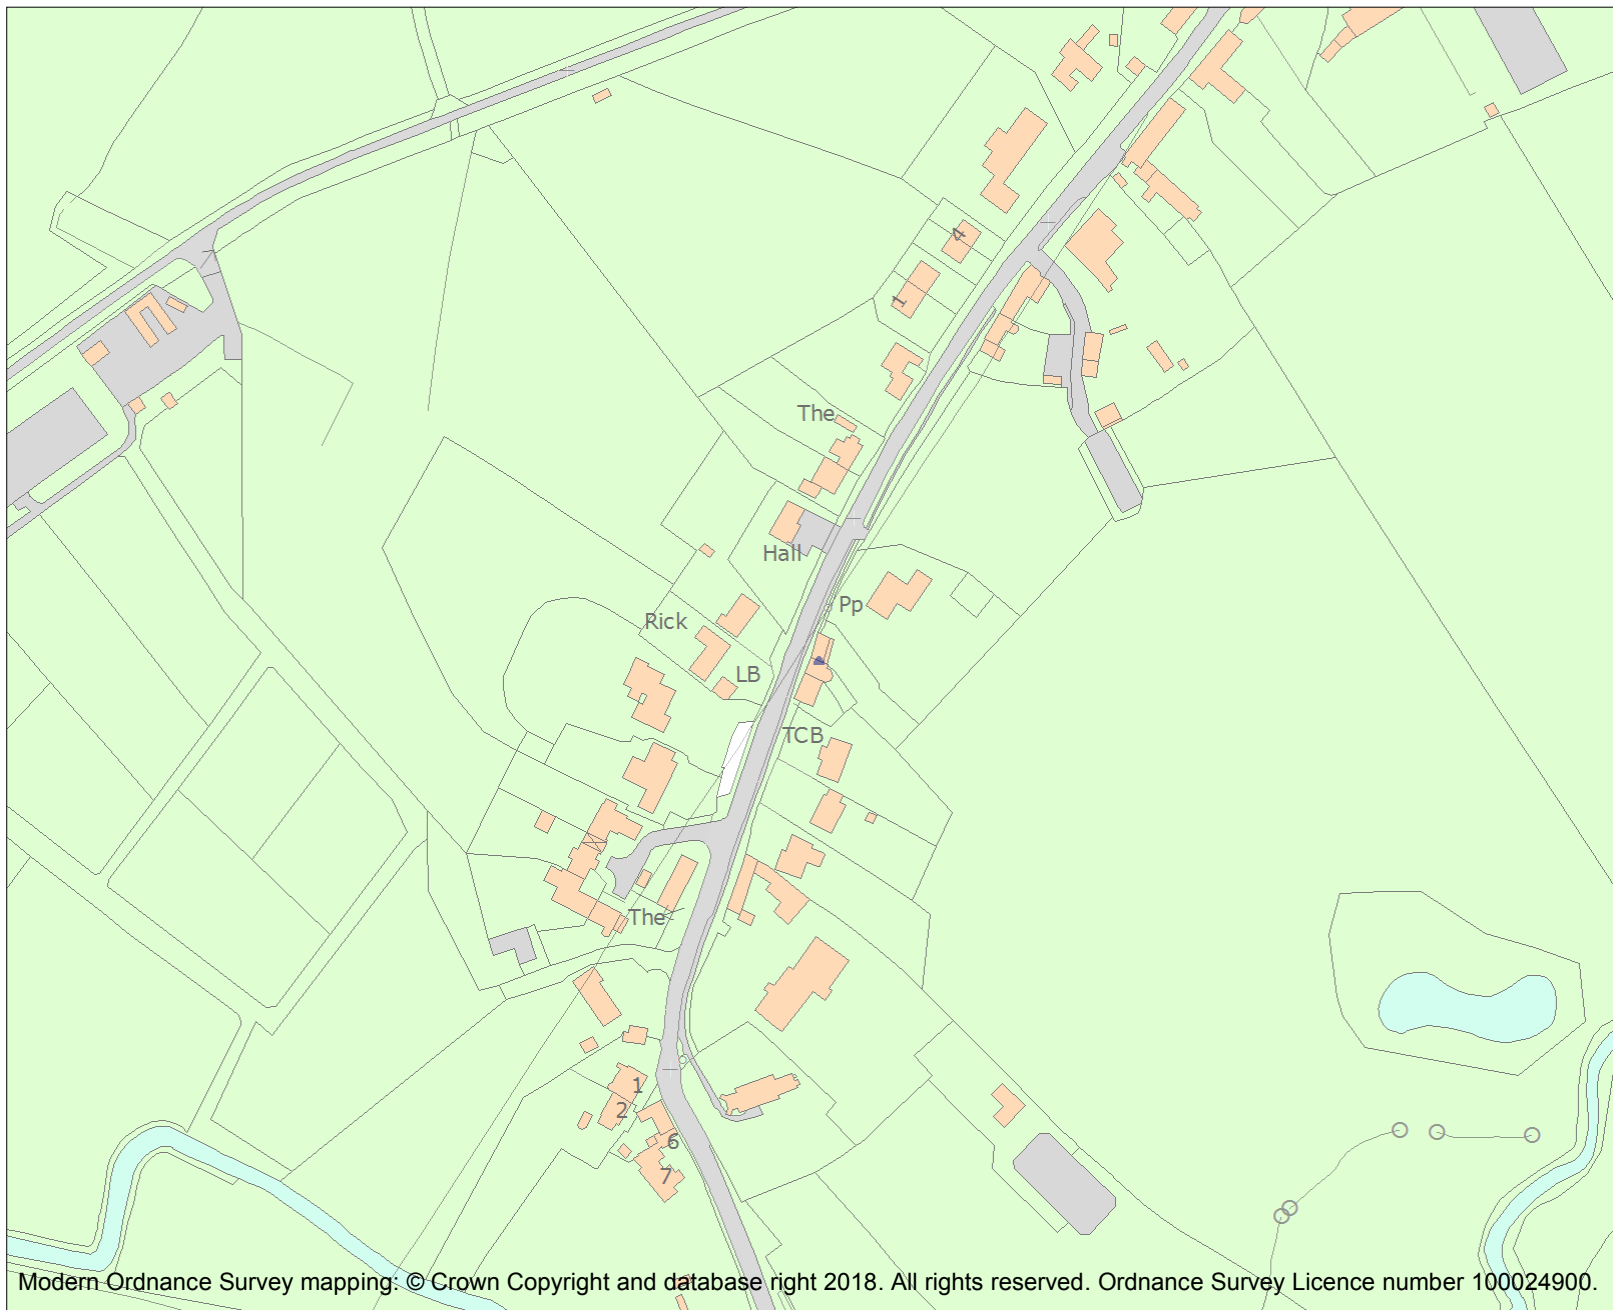 4
1
The
Hall
Pp
Rick
LB
TCB
The
1
2
6
7
Modern Ordnance Survey mapping: © Crown Copyright and database right 2018. All rights reserved. Ordnance Survey Licence number 100024900.